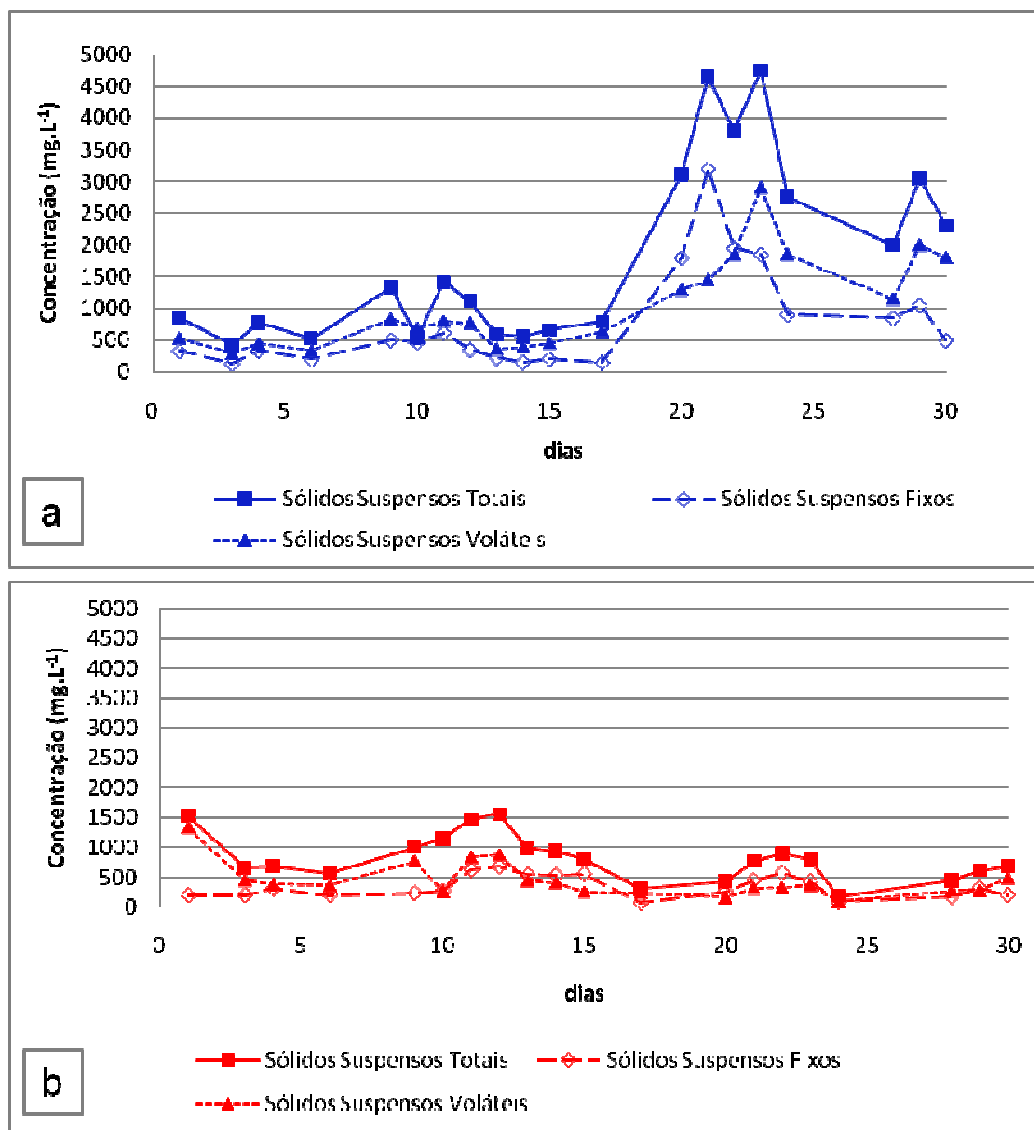 5000
4500
4000
3500
3000
2500
2000
1500
1000
500
0
Concentração (mg.L-1)
0 5 10 15 20 25 30
dias
a
Sólidos Suspensos Totais
Sólidos Suspensos Fixos
Sólidos Suspensos Voláteis
5000
4500
4000
3500
3000
2500
2000
1500
1000
500
0
Concentração (mg.L-1)
0 5 10 15 20 25 30
dias
b
Sólidos Suspensos Totais
Sólidos Suspensos Fixos
Sólidos Suspensos Voláteis